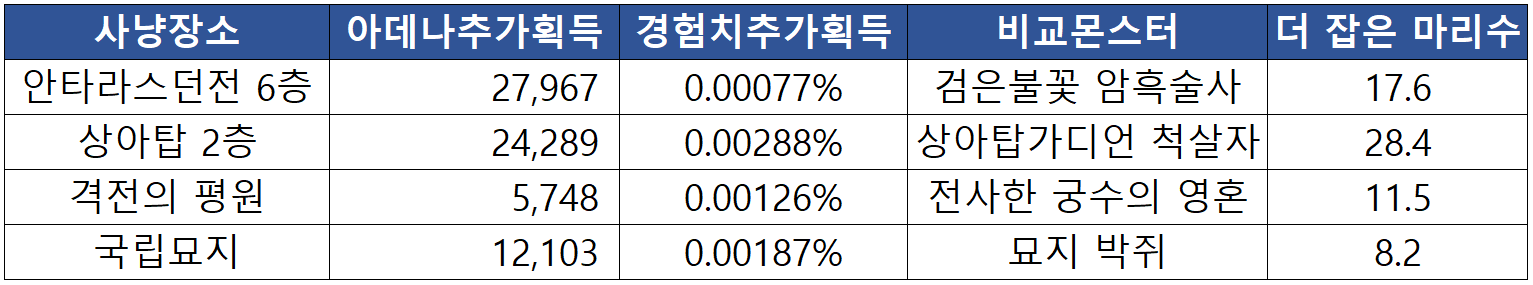 사냥장소 아데나추가획득 경험치추가획득 비교몬스터 더 잡은 마리수
안타라스던전 6층 27,967 0.00077% 검은불꽃 암흑술사 17.6
상아탑 2층 24,289 0.00288% 상아탑가디언 척살자 28.4
격전의 평원 5,748 0.00126% 전사한 궁수의 영혼 11.5
국립묘지 12,103 0.00187% 묘지 박쥐 8.2